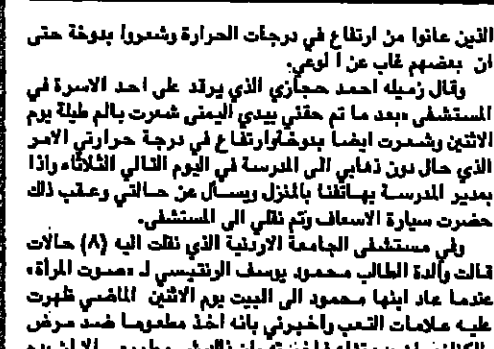 الذين عانوا من ارتفاع في درجات الحرارة وشعروا بدوخة حتى
ان بعضهم غاب عن ا لوعي.
وقال زميله احمد حجازي الذي يرقد على احد الاسرة في
المستشفى «بعد ما تم حقني بيدي اليمنى شعرت بالم طيلة يوم
الاثنين وشعرت ايضا بدوخة وارتفاع في درجة حرارتي الامر
الذي حال دون ذهابي الى المدرسة في اليوم التالي الثلاثاء واذا
بمدير المدرسة يهاتفنا بالمنزل ويسأل عن حالتي وعقب ذلك
حضرت سيارة الاسعاف وتم نقلي الى المستشفى.
وفي مستشفى الجامعة الاردنية الذي نقلت اليه (٨) حالات
قالت والدة الطالب محمود يوسف الرنتيسي لـ «صوت المرأة»
عندما عاد ابنها محمود الى البيت يوم الاثنين الماضي ظهرت
عليه علامات التعب واخبرني بانه اخذ مطعوما ضد مرض